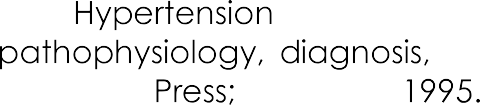 Hypertension
pathophysiology, diagnosis,
Press; 1995.